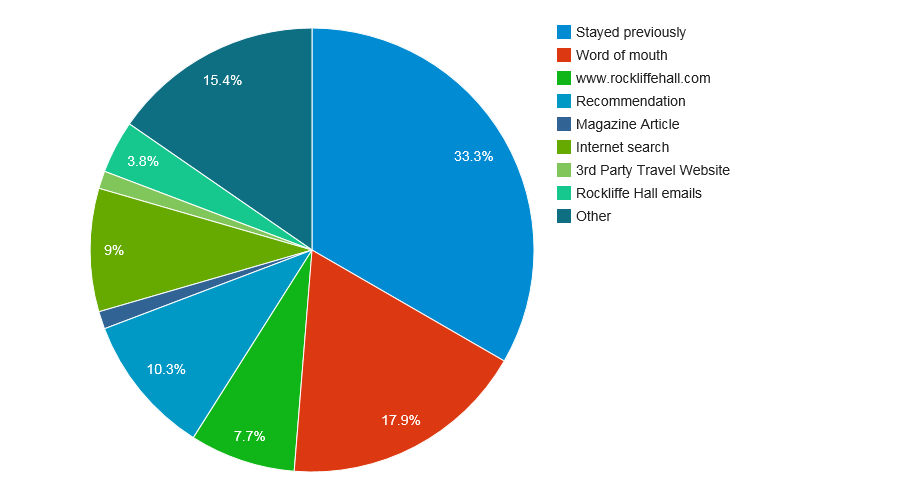 Stayed previously
Word of mouth
www.rockliffehall.com
Recommendation
Magazine Article
Internet search
3rd Party Travel Website
Rockliffe Hall emails
Other
33.3%
17.9%
7.7%
10.3%
9%
3.8%
15.4%